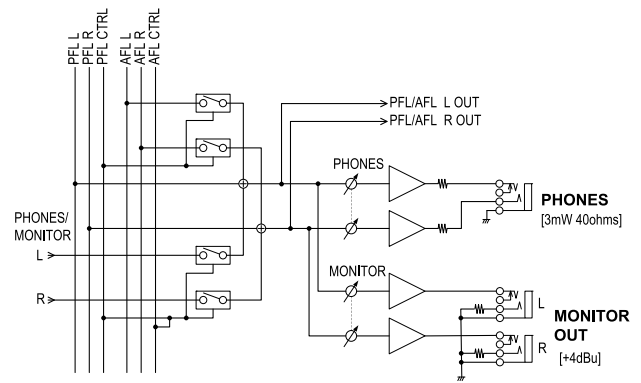 PFL L
PFL R
PFL CTRL
AFL L
AFL R
AFL CTRL
PFL/AFL L OUT
PFL/AFL R OUT
PHONES
PHONES
[3mW 40ohms]
PHONES/
MONITOR
L
R
MONITOR
L
MONITOR
OUT
R
[+4dBu]